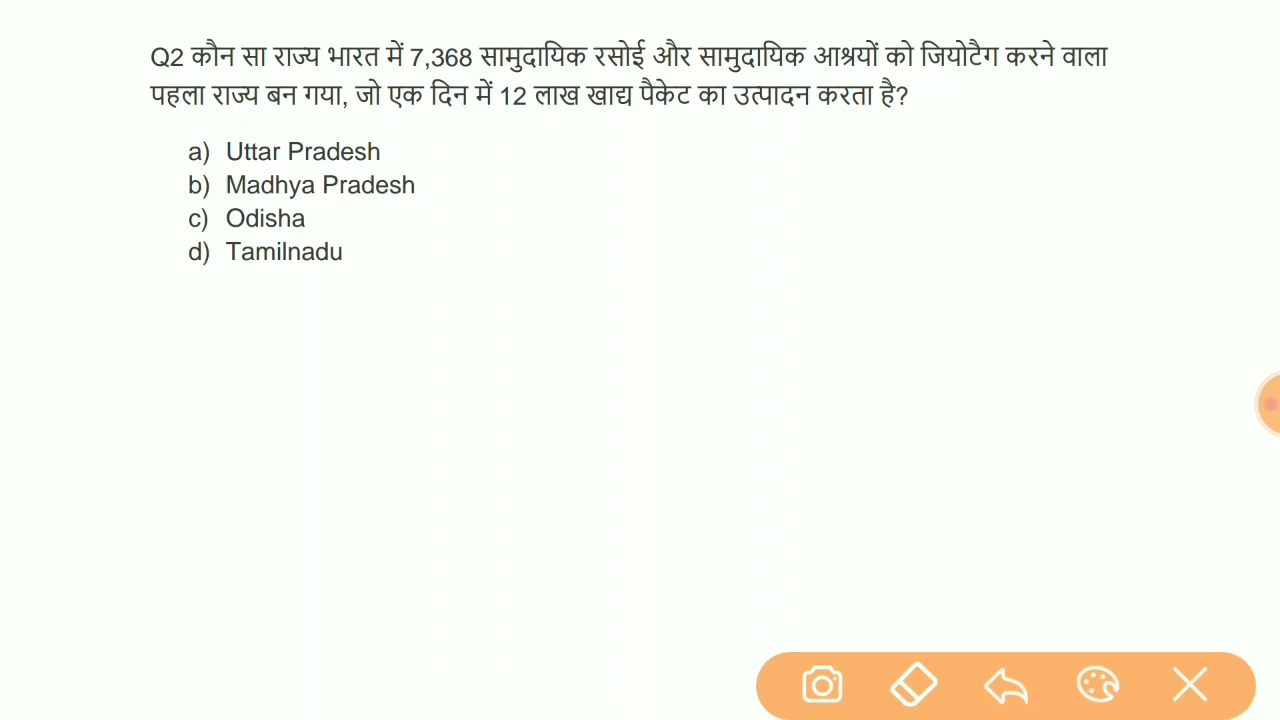 Q2 कौन सा राज्य भारत में 7,368 सामुदायिक रसोई और सामुदायिक आश्रयों को जियोटैग करने वाला
पहला राज्य बन गया, जो एक दिन में 12 लाख खाद्य पैकेट का उत्पादन करता है?
a) Uttar Pradesh
b) Madhya Pradesh
c) Odisha
d) Tamilnadu